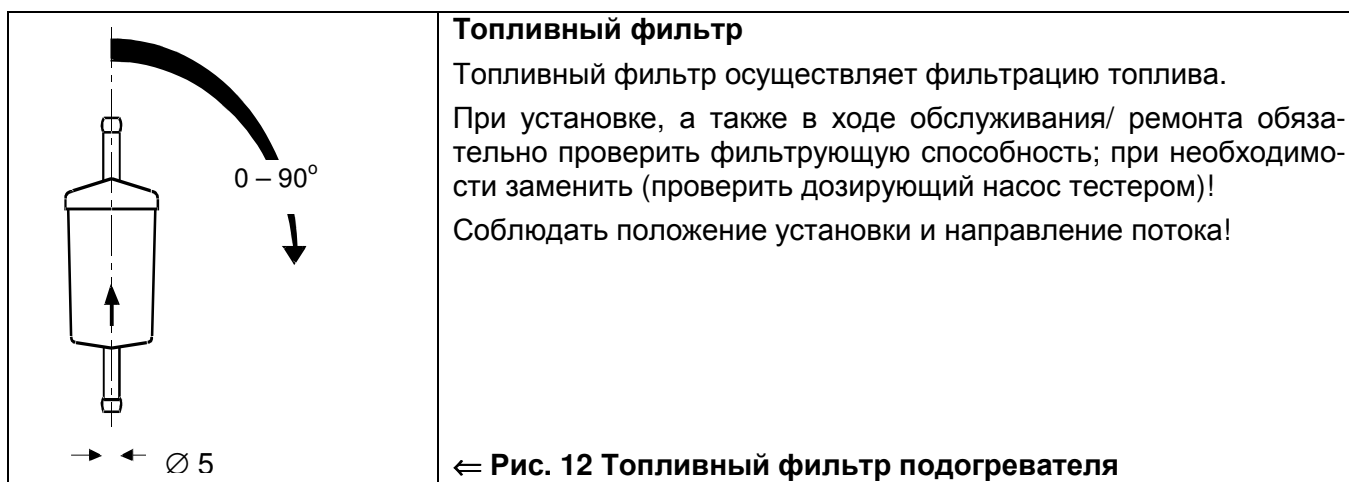 Топливный фильтр
Топливный фильтр осуществляет фильтрацию топлива.
При установке, а также в ходе обслуживания/ ремонта обяза-
тельно проверить фильтрующую способность; при необходимо-
сти заменить (проверить дозирующий насос тестером)!
Соблюдать положение установки и направление потока!
0 – 90°
∅ 5
⇐ Рис. 12 Топливный фильтр подогревателя